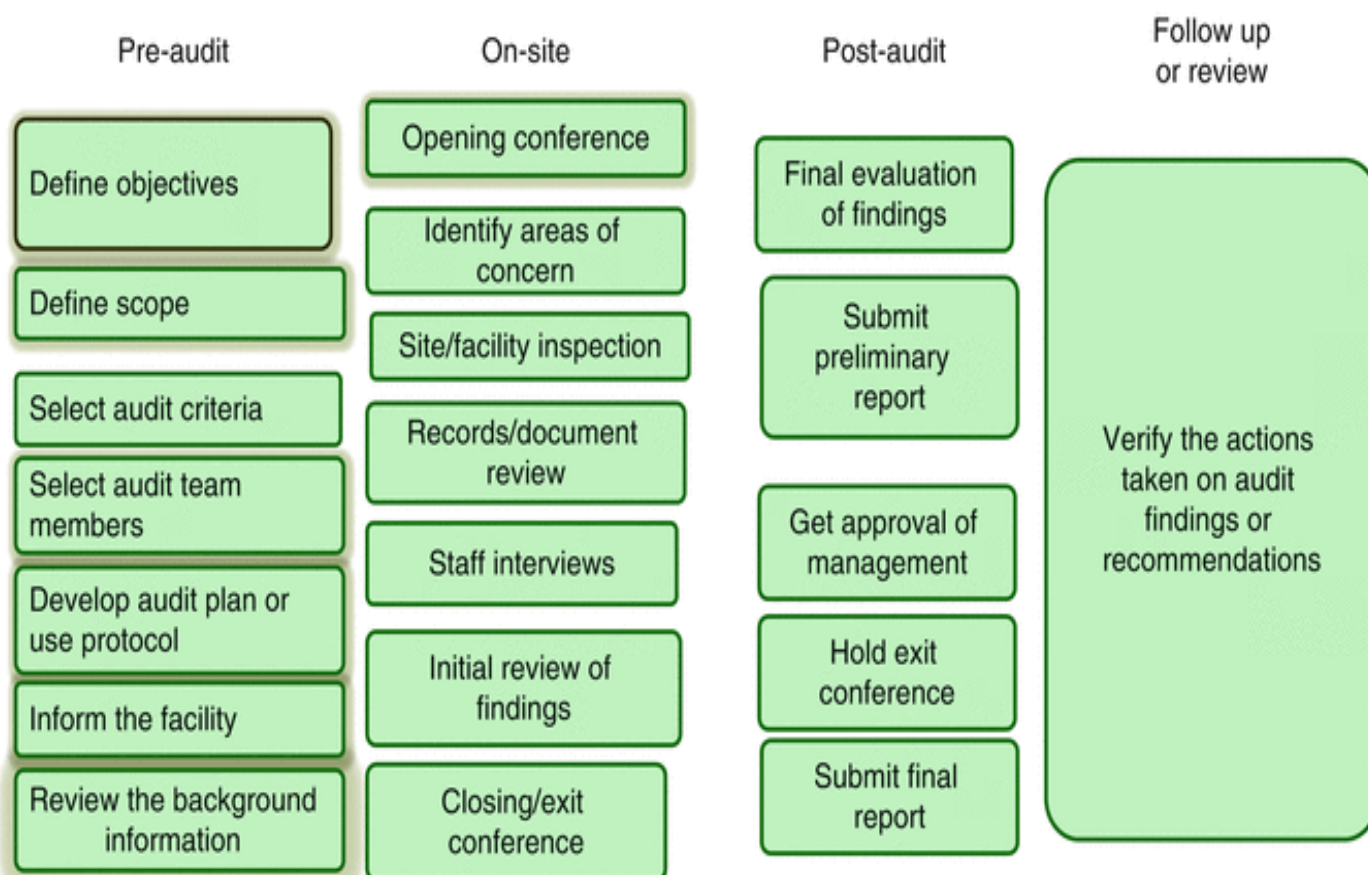 Pre-audit
Define objectives
Define scope
Select audit criteria
Select audit team
members
Develop audit plan or
use protocol
Inform the facility
Review the background
information
On-site
Opening conference
Identify areas of
concern
Site/facility inspection
Records/document
review
Staff interviews
Initial review of
findings
Closing/exit
conference
Post-audit
Final evaluation
of findings
Submit
preliminary
report
Get approval of
management
Hold exit
conference
Submit final
report
Follow up
or review
Verify the actions
taken on audit
findings or
recommendations